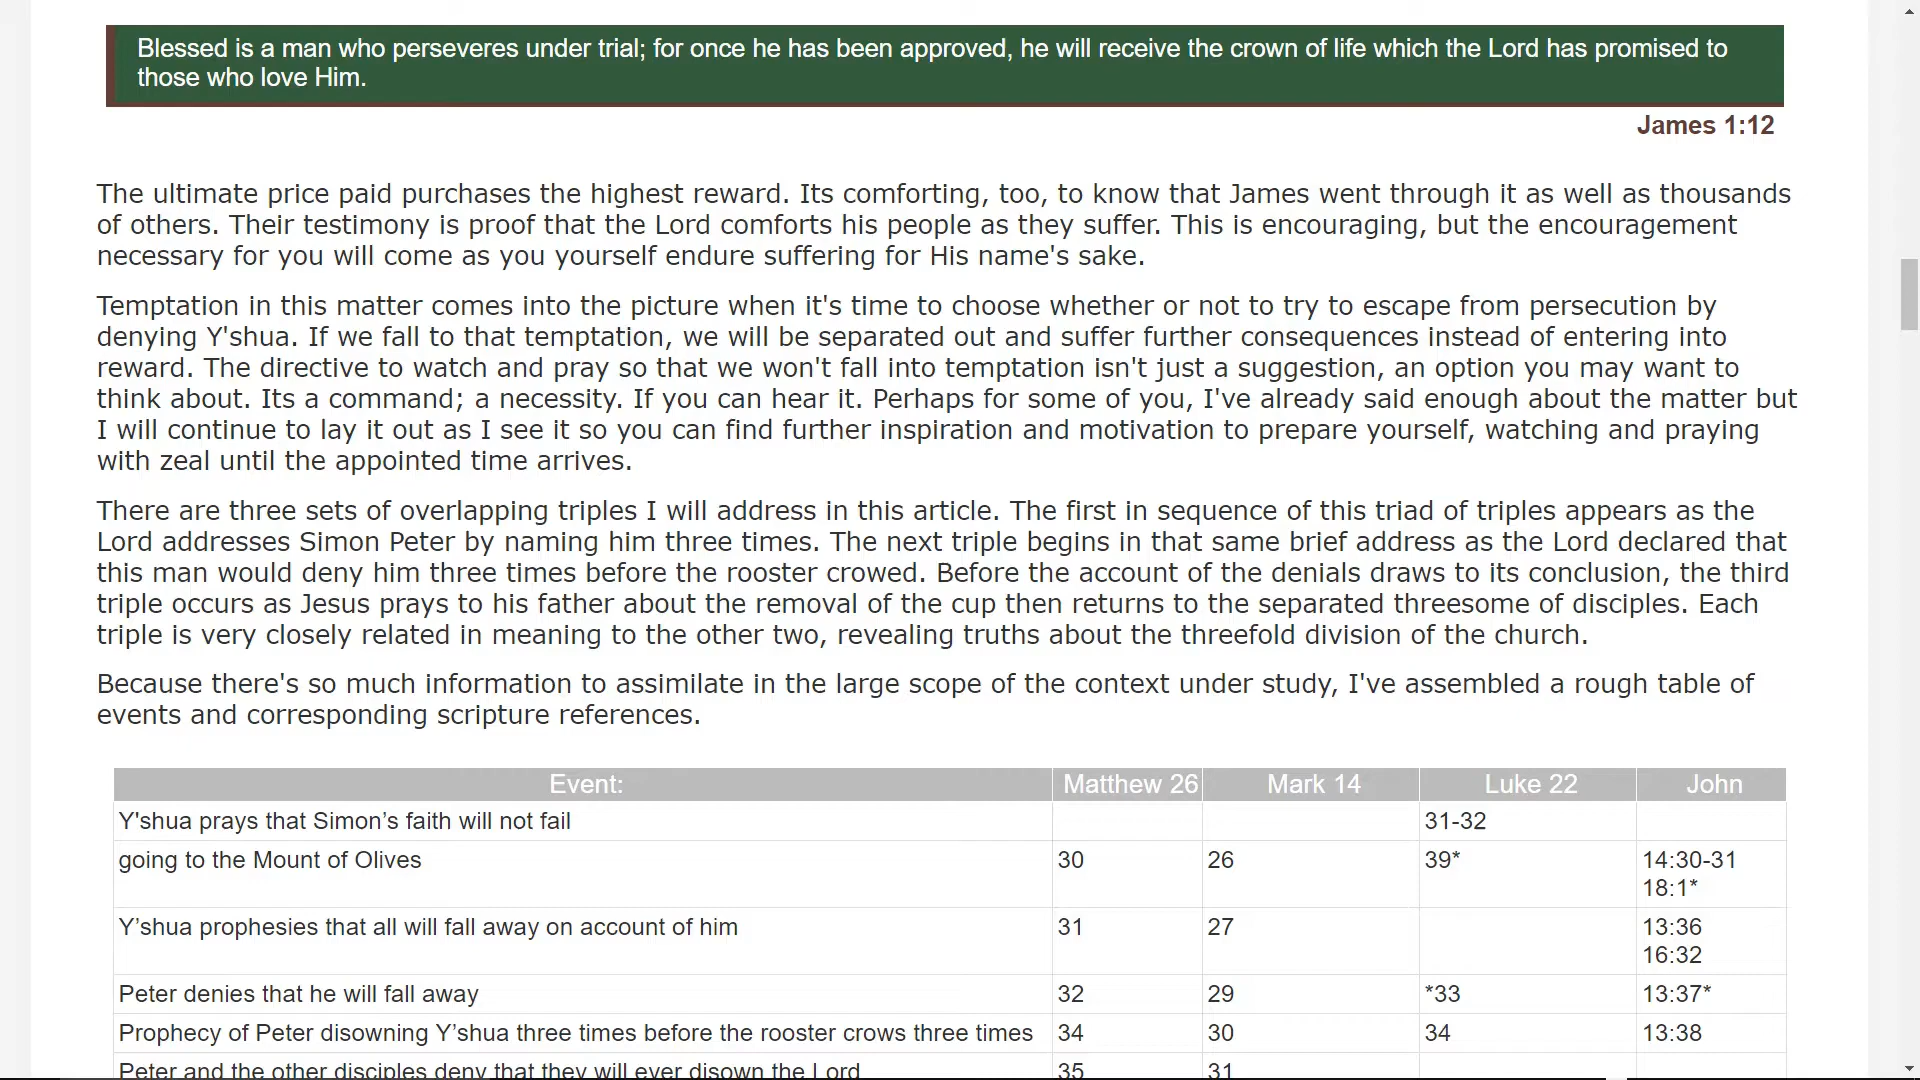 Blessed is a man who perseveres under trial; for once he has been approved, he will receive the crown of life which the Lord has promised to
those who love Him.
James 1:12
The ultimate price paid purchases the highest reward. Its comforting, too, to know that James went through it as well as thousands
of others. Their testimony is proof that the Lord comforts his people as they suffer. This is encouraging, but the encouragement
necessary for you will come as you yourself endure suffering for His name's sake.
Temptation in this matter comes into the picture when it's time to choose whether or not to try to escape from persecution by
denying Y'shua. If we fall to that temptation, we will be separated out and suffer further consequences instead of entering into
reward. The directive to watch and pray so that we won't fall into temptation isn't just a suggestion, an option you may want to
think about. Its a command; a necessity. If you can hear it. Perhaps for some of you, I've already said enough about the matter but
I will continue to lay it out as I see it so you can find further inspiration and motivation to prepare yourself, watching and praying
with zeal until the appointed time arrives.
There are three sets of overlapping triples I will address in this article. The first in sequence of this triad of triples appears as the
Lord addresses Simon Peter by naming him three times. The next triple begins in that same brief address as the Lord declared that
this man would deny him three times before the rooster crowed. Before the account of the denials draws to its conclusion, the third
triple occurs as Jesus prays to his father about the removal of the cup then returns to the separated threesome of disciples. Each
triple is very closely related in meaning to the other two, revealing truths about the threefold division of the church.
Because there's so much information to assimilate in the large scope of the context under study, I've assembled a rough table of
events and corresponding scripture references.
Event: Matthew 26 Mark 14 Luke 22 John
Y'shua prays that Simon’s faith will not fail 31-32
going to the Mount of Olives 30 26 39* 14:30-31
18:1*
Y’shua prophesies that all will fall away on account of him 31 27 13:36
16:32
Peter denies that he will fall away 32 29 *33 13:37*
Prophecy of Peter disowning Y’shua three times before the rooster crows three times 34 30 34 13:38
Peter and the other disciples deny that they will ever disown the Lord 35 31